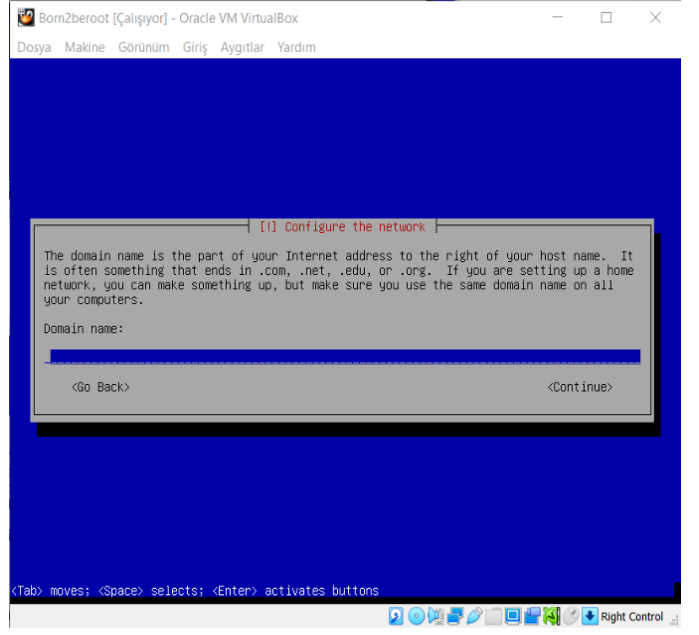 Born2beroot [Çalışıyor] - Oracle VM VirtualBox
Dosya Makine Görünüm Giriş Aygıtlar Yardım
[!] Configure the network
The domain name is the part of your Internet address to the right of your host name.  It
is often something that ends in .com, .net, .edu, or .org.  If you are setting up a home
network, you can make something up, but make sure you use the same domain name on all
your computers.
Domain name:
<Go Back> <Continue>
<Tab> moves; <Space> selects; <Enter> activates buttons
Right Control